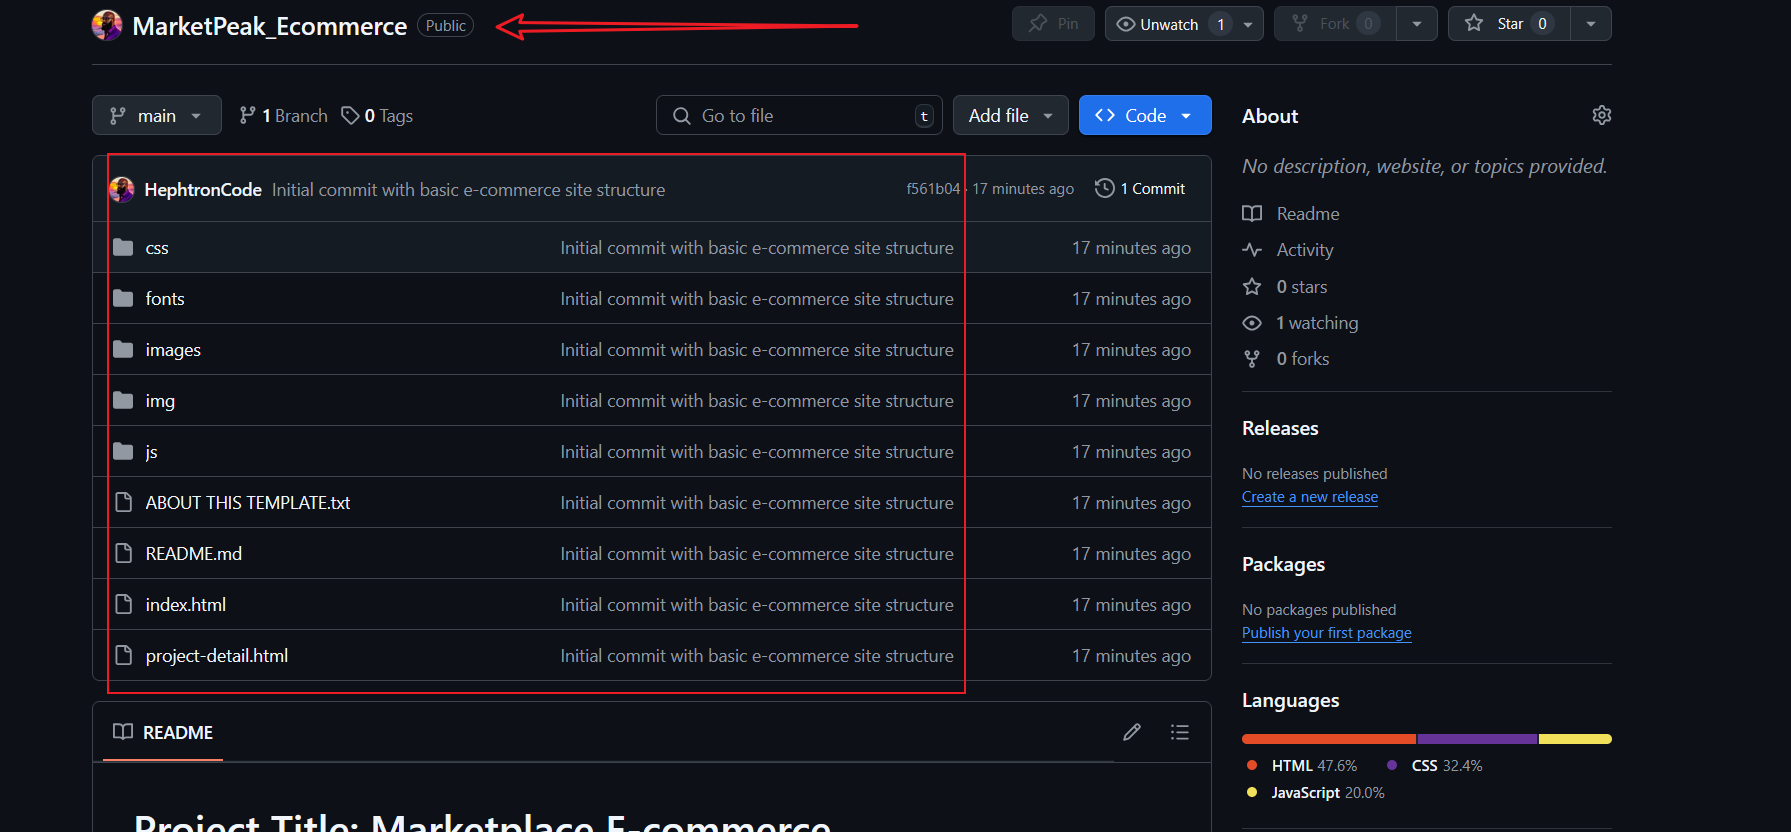 MarketPeak_Ecommerce Public
Pin Unwatch 1 Fork 0 Star 0
main 1 Branch 0 Tags Go to file t Add file Code
HephtronCode Initial commit with basic e-commerce site structure f561b04 · 17 minutes ago 1 Commit
css Initial commit with basic e-commerce site structure 17 minutes ago
fonts Initial commit with basic e-commerce site structure 17 minutes ago
images Initial commit with basic e-commerce site structure 17 minutes ago
img Initial commit with basic e-commerce site structure 17 minutes ago
js Initial commit with basic e-commerce site structure 17 minutes ago
ABOUT THIS TEMPLATE.txt Initial commit with basic e-commerce site structure 17 minutes ago
README.md Initial commit with basic e-commerce site structure 17 minutes ago
index.html Initial commit with basic e-commerce site structure 17 minutes ago
project-detail.html Initial commit with basic e-commerce site structure 17 minutes ago
README
Project Title: Marketplace E-commerce
About
No description, website, or topics provided.
Readme
Activity
0 stars
1 watching
0 forks
Releases
No releases published
Create a new release
Packages
No packages published
Publish your first package
Languages
HTML 47.6% CSS 32.4%
JavaScript 20.0%